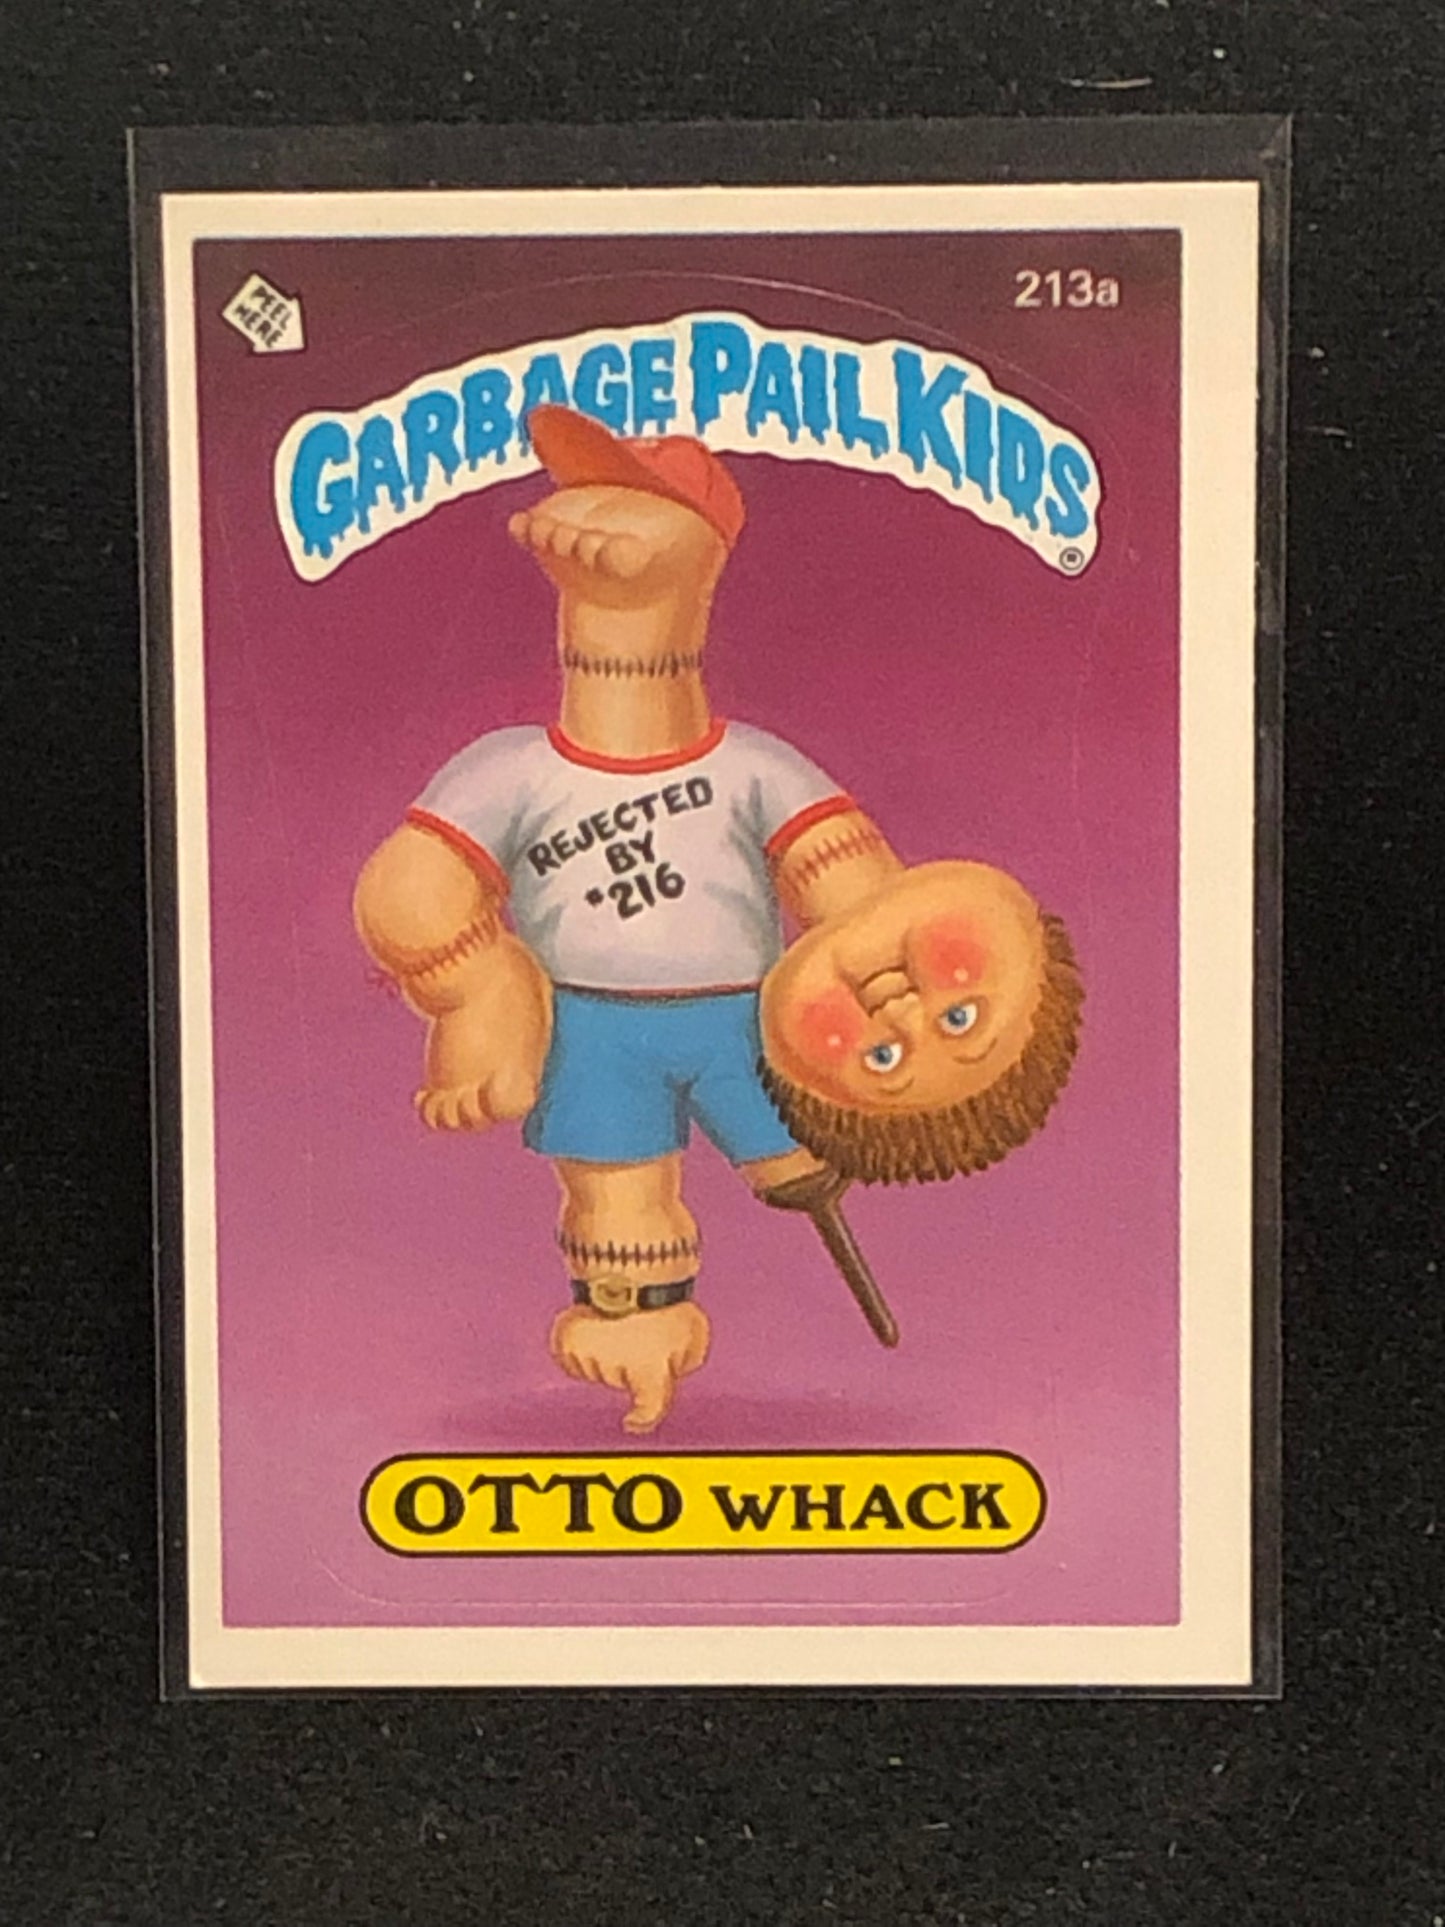 PEEL
HERE
213a
GARBAGE PAIL KIDS
®
REJECTED
BY
#216
OTTO WHACK